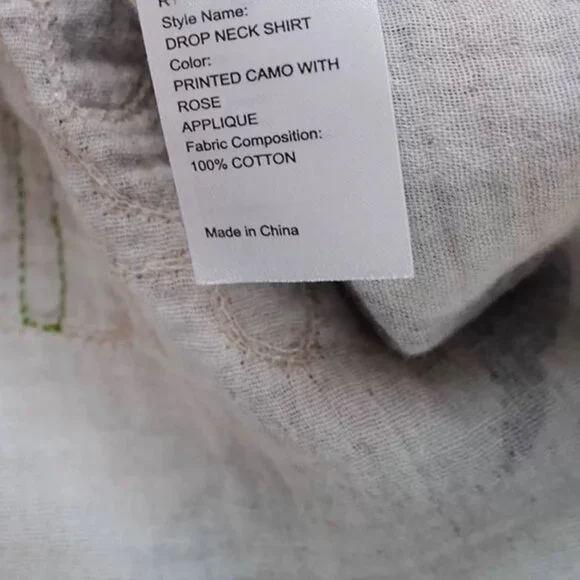 Style Name:
DROP NECK SHIRT
Color:
PRINTED CAMO WITH
ROSE
APPLIQUE
Fabric Composition:
100% COTTON
Made in China